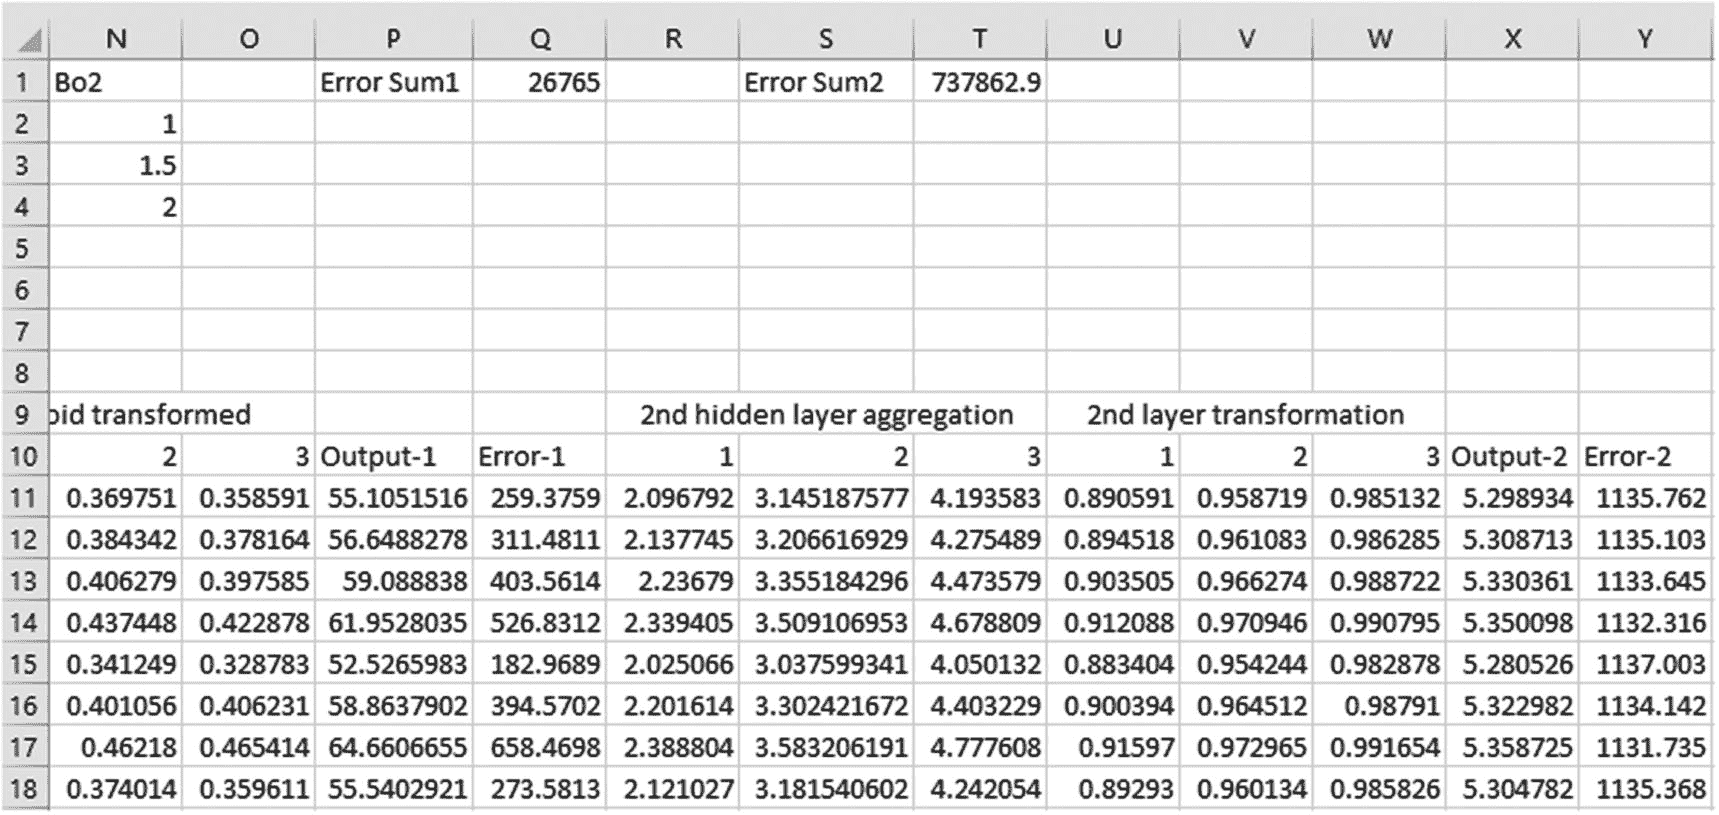 N O P Q R S T U V W X Y
1 Bo2 Error Sum1 26765 Error Sum2 737862.9
2 1
3 1.5
4 2
5
6
7
8
9 oid transformed 2nd hidden layer aggregation 2nd layer transformation
10 2 3 Output-1 Error-1 1 2 3 1 2 3 Output-2 Error-2
11 0.369751 0.358591 55.1051516 259.3759 2.096792 3.145187577 4.193583 0.890591 0.958719 0.985132 5.298934 1135.762
12 0.384342 0.378164 56.6488278 311.4811 2.137745 3.206616929 4.275489 0.894518 0.961083 0.986285 5.308713 1135.103
13 0.406279 0.397585 59.088838 403.5614 2.23679 3.355184296 4.473579 0.903505 0.966274 0.988722 5.330361 1133.645
14 0.437448 0.422878 61.9528035 526.8312 2.339405 3.509106953 4.678809 0.912088 0.970946 0.990795 5.350098 1132.316
15 0.341249 0.328783 52.5265983 182.9689 2.025066 3.037599341 4.050132 0.883404 0.954244 0.982878 5.280526 1137.003
16 0.401056 0.406231 58.8637902 394.5702 2.201614 3.302421672 4.403229 0.900394 0.964512 0.98791 5.322982 1134.142
17 0.46218 0.465414 64.6606655 658.4698 2.388804 3.583206191 4.777608 0.91597 0.972965 0.991654 5.358725 1131.735
18 0.374014 0.359611 55.5402921 273.5813 2.121027 3.181540602 4.242054 0.89293 0.960134 0.985826 5.304782 1135.368